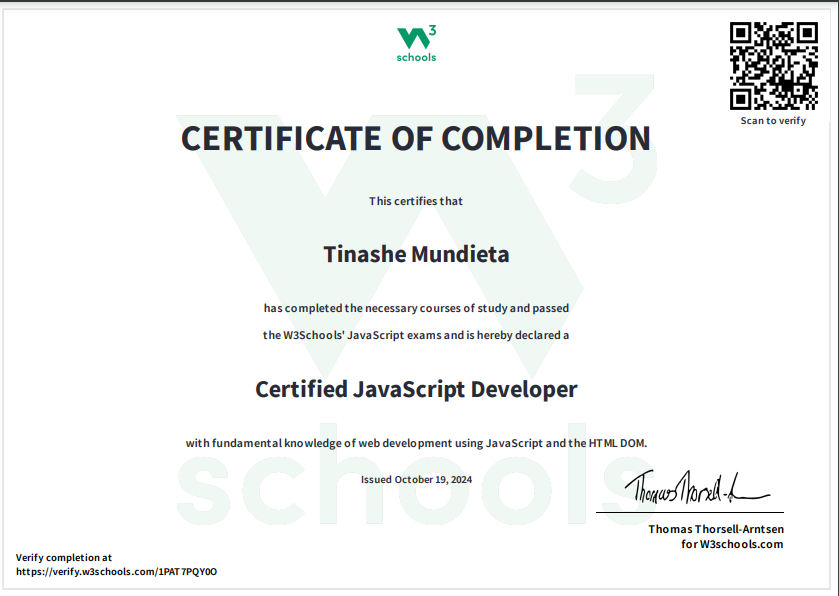 W3
schools
Scan to verify
CERTIFICATE OF COMPLETION
This certifies that
Tinashe Mundieta
has completed the necessary courses of study and passed
the W3Schools' JavaScript exams and is hereby declared a
Certified JavaScript Developer
with fundamental knowledge of web development using JavaScript and the HTML DOM.
Issued October 19, 2024
Thomas Thorsell-Arntsen
for W3schools.com
Verify completion at
https://verify.w3schools.com/1PAT7PQY0O